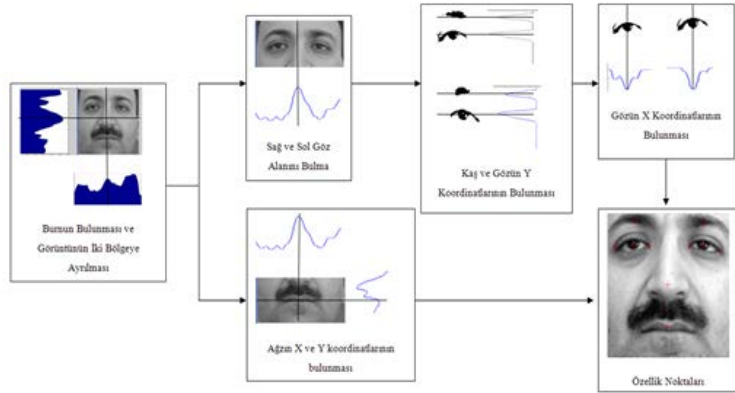 Burnun Bulunması ve
Görüntünün İki Bölgeye
Ayrılması
Sağ ve Sol Göz
Alanını Bulma
Kaş ve Gözün Y
Koordinatlarının Bulunması
Gözün X Koordinatlarının
Bulunması
Ağzın X ve Y koordinatlarının
bulunması
Özellik Noktaları